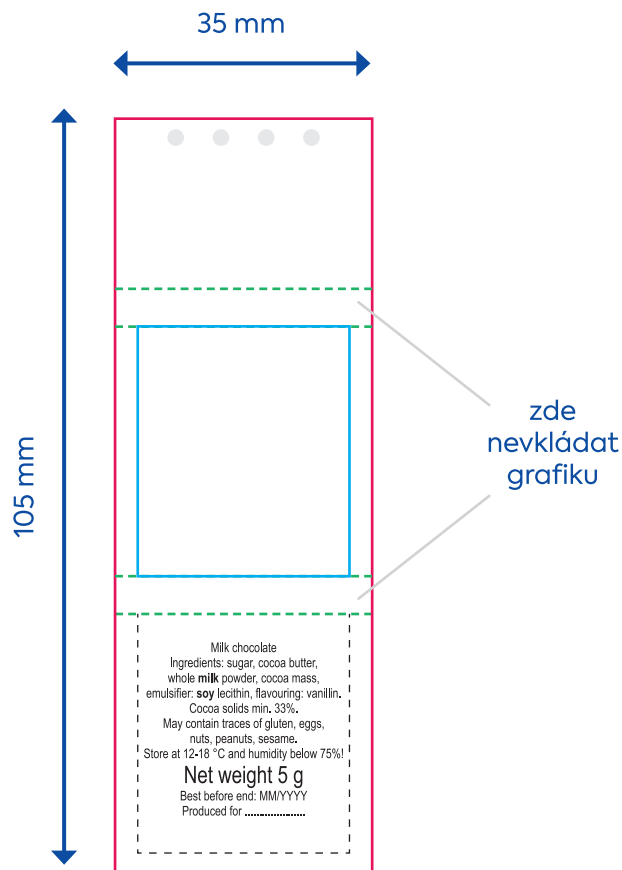 35 mm
105 mm
zde
nevkládat
grafiku
Milk chocolate
Ingredients: sugar, cocoa butter,
whole milk powder, cocoa mass,
emulsifier: soy lecithin, flavouring: vanillin.
Cocoa solids min. 33%.
May contain traces of gluten, eggs,
nuts, peanuts, sesame.
Store at 12-18 °C and humidity below 75%!
Net weight 5 g
Best before end: MM/YYYY
Produced for ....................